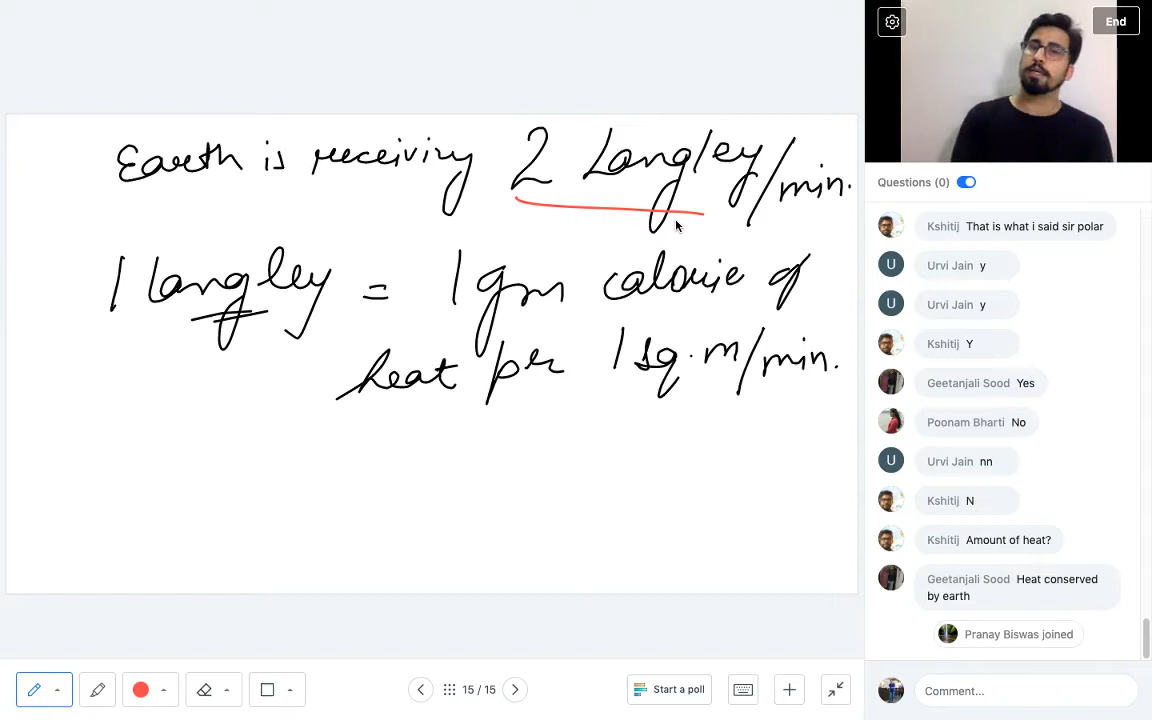 End
Earth is receiving 2 Langley/min.
1 langley = 1 gm calorie of
heat per 1 sq.m/min.
Questions (0)
Kshitij That is what i said sir polar
U Urvi Jain y
U Urvi Jain y
Kshitij Y
Geetanjali Sood Yes
Poonam Bharti No
U Urvi Jain nn
Kshitij N
Kshitij Amount of heat?
Geetanjali Sood Heat conserved
by earth
Pranay Biswas joined
15 / 15
Start a poll
Comment...